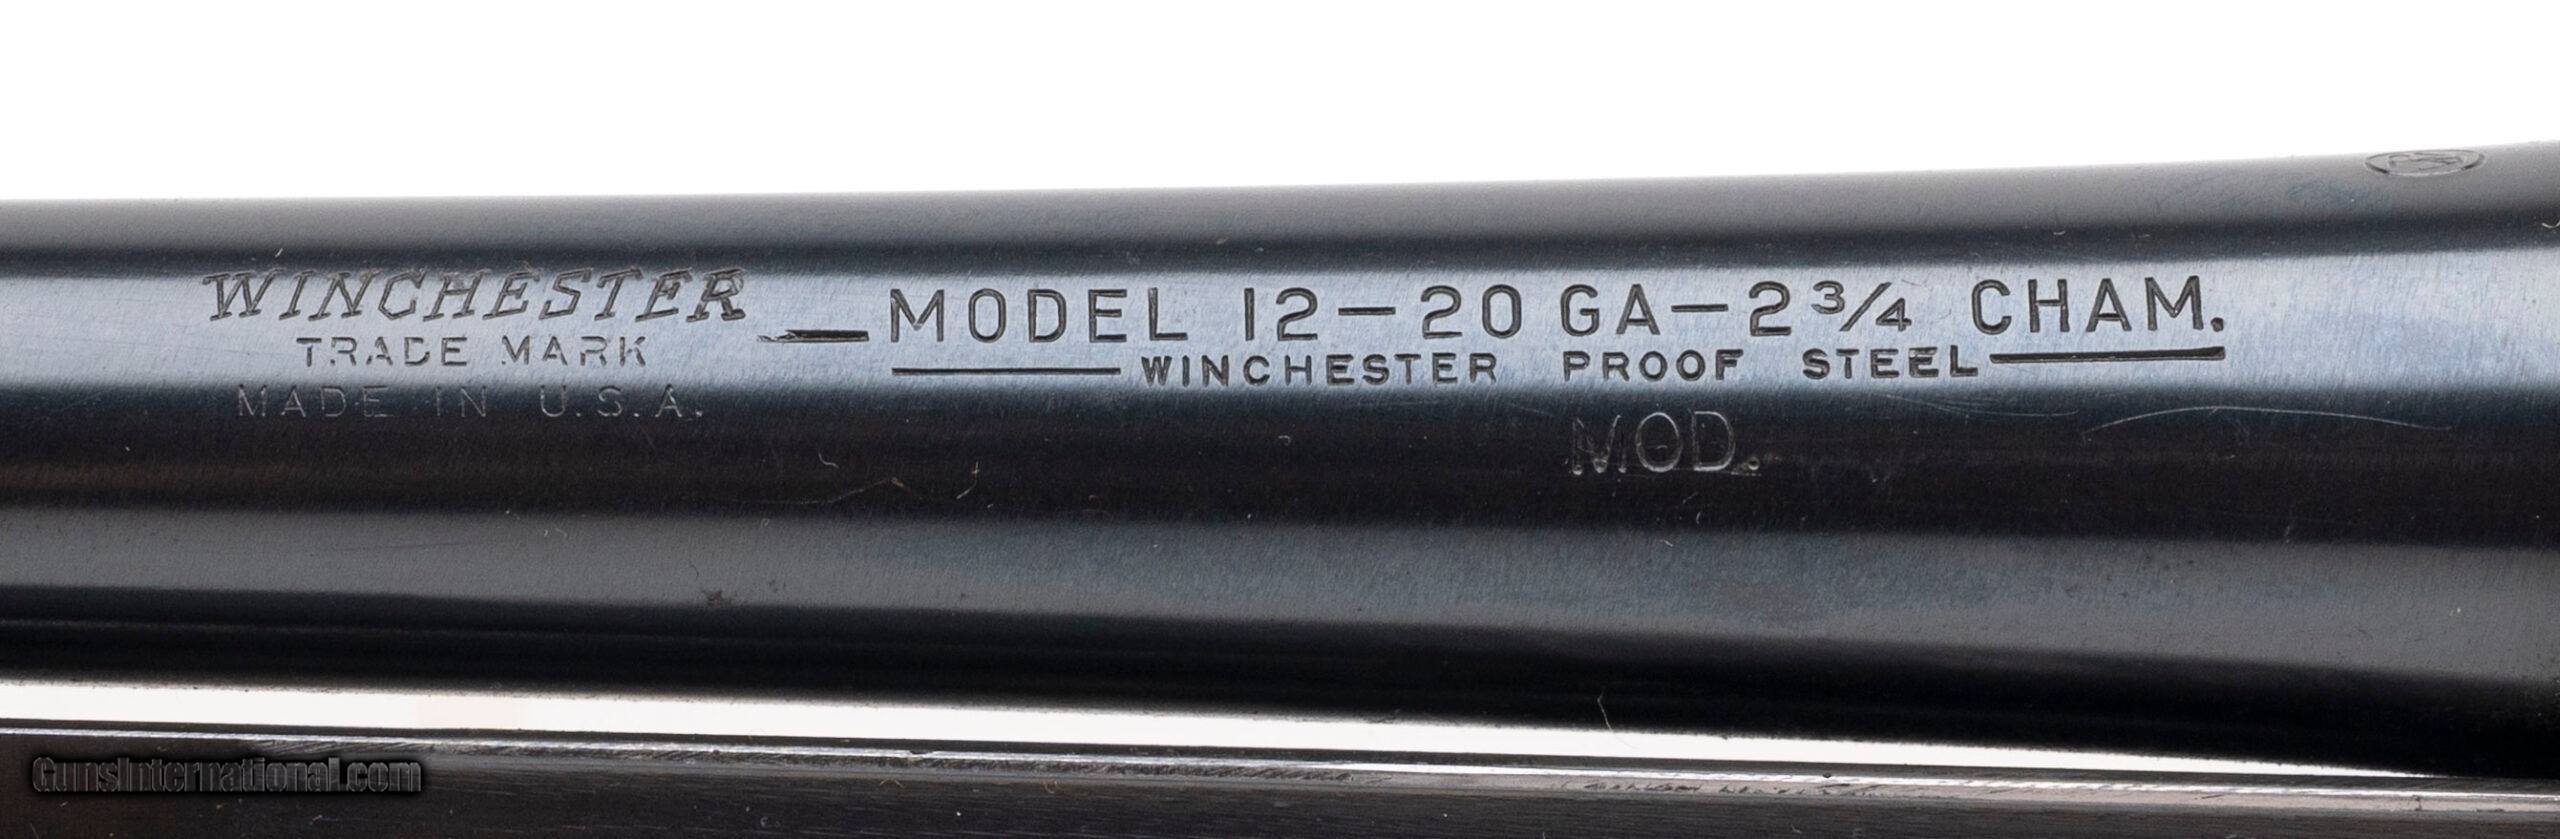 WINCHESTER
TRADE MARK
MADE IN U.S.A.
MODEL 12-20 GA-2 3/4 CHAM.
WINCHESTER PROOF STEEL
MOD.
GunsInternational.com